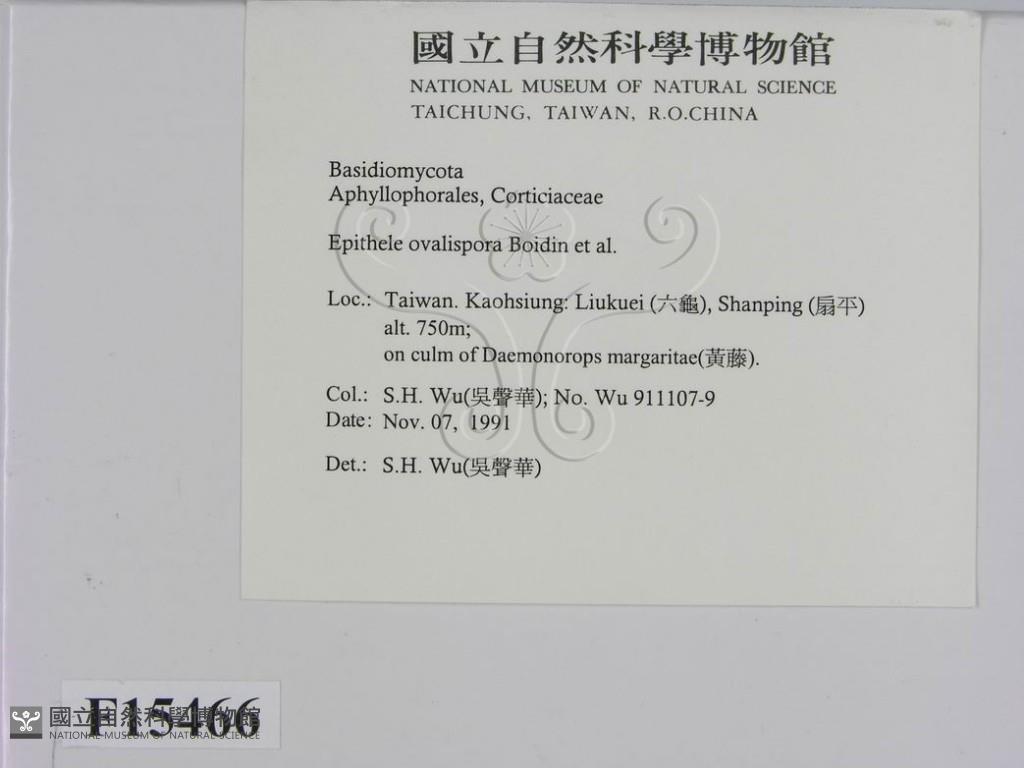 國立自然科學博物館
NATIONAL MUSEUM OF NATURAL SCIENCE
TAICHUNG, TAIWAN, R.O.CHINA
Basidiomycota
Aphyllophorales, Corticiaceae
Epithele ovalispora Boidin et al.
Loc.: Taiwan. Kaohsiung: Liukuei (六龜), Shanping (扇平)
alt. 750m;
on culm of Daemonorops margaritae(黃藤).
Col.: S.H. Wu(吳聲華); No. Wu 911107-9
Date: Nov. 07, 1991
Det.: S.H. Wu(吳聲華)
F15466
國立自然科學博物館
NATIONAL MUSEUM OF NATURAL SCIENCE